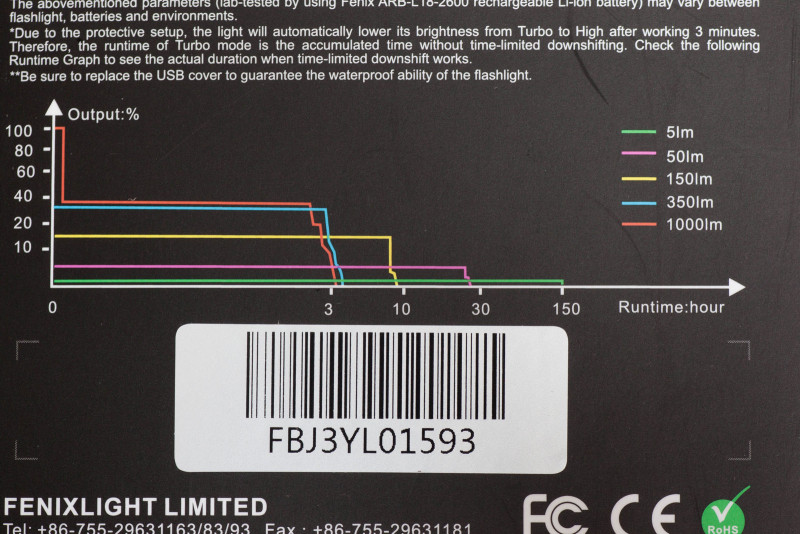 The abovementioned parameters (lab-tested by using Fenix ARB-L18-2600 rechargeable Li-ion battery) may vary between
flashlight, batteries and environments.
*Due to the protective setup, the light will automatically lower its brightness from Turbo to High after working 3 minutes.
Therefore, the runtime of Turbo mode is the accumulated time without time-limited downshifting. Check the following
Runtime Graph to see the actual duration when time-limited downshift works.
**Be sure to replace the USB cover to guarantee the waterproof ability of the flashlight.
Output:%
100
80
60
40
20
10
5lm
50lm
150lm
350lm
1000lm
0 3 10 30 150 Runtime:hour
FBJ3YL01593
FENIXLIGHT LIMITED
Tel: +86-755-29631163/83/93 Fax : +86-755-29631181
FC CE RoHS